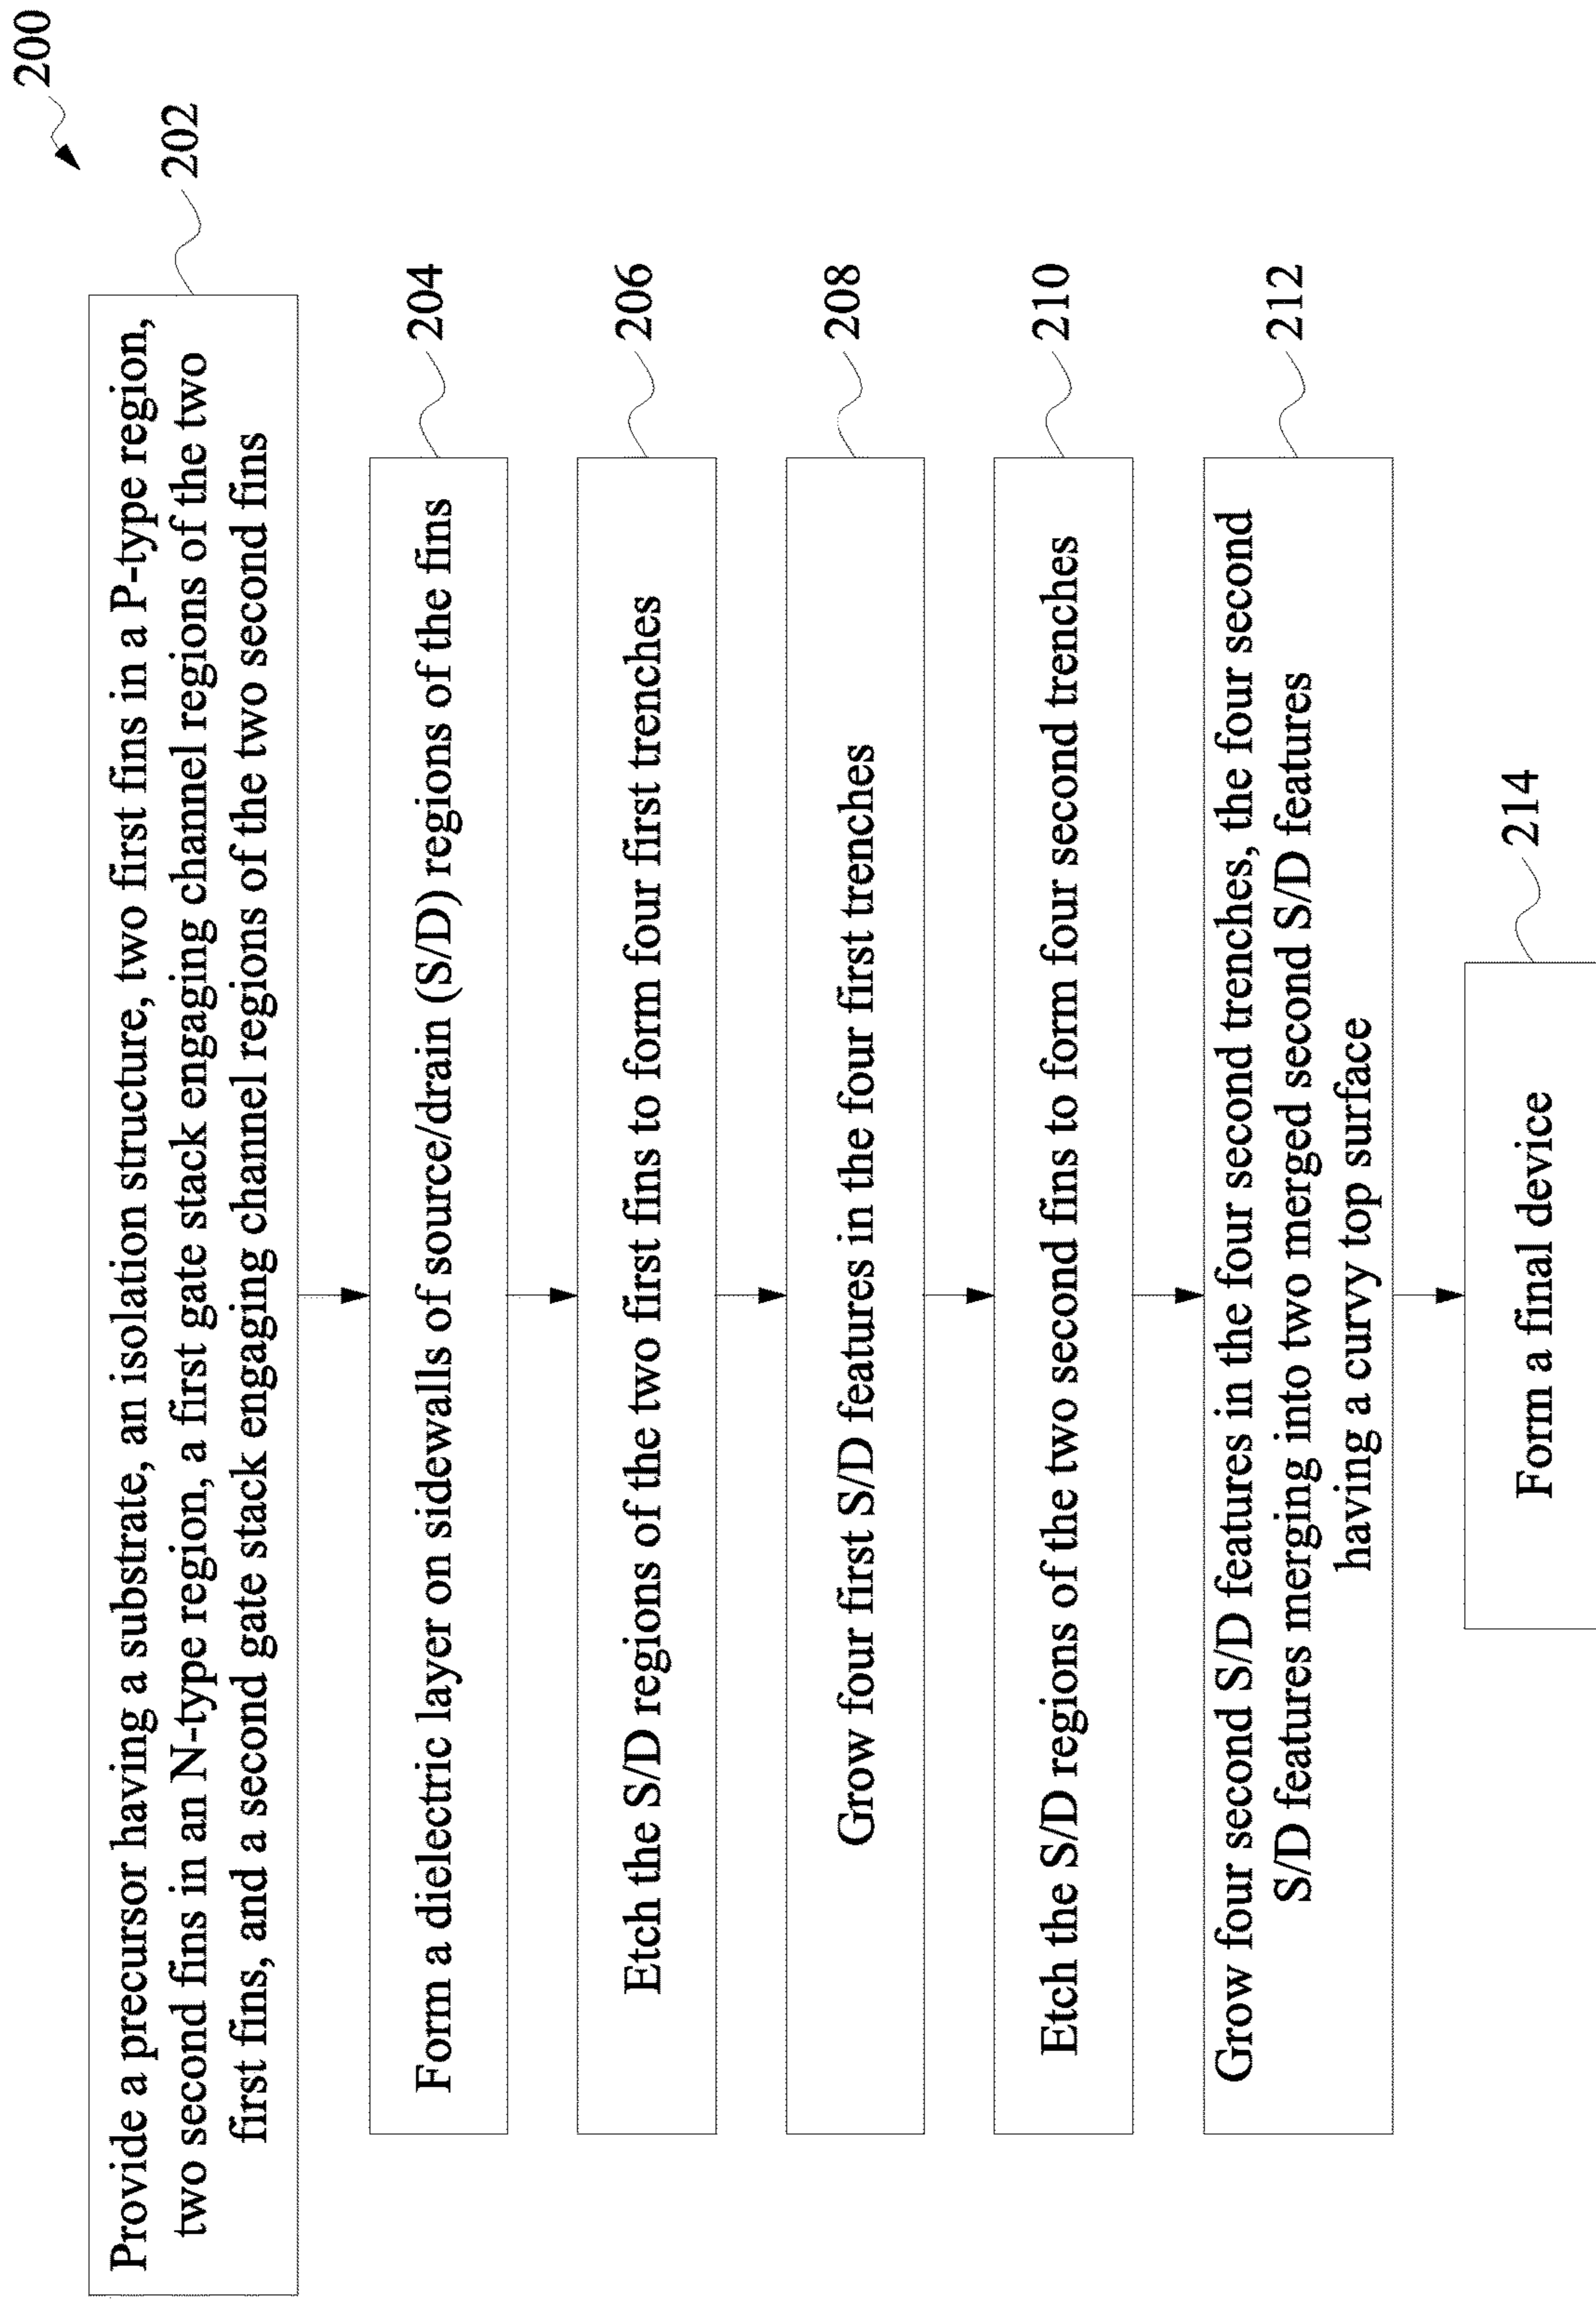 200
Provide a precursor having a substrate, an isolation structure, two first fins in a P-type region,
two second fins in an N-type region, a first gate stack engaging channel regions of the two
first fins, and a second gate stack engaging channel regions of the two second fins
202
Form a dielectric layer on sidewalls of source/drain (S/D) regions of the fins
204
Etch the S/D regions of the two first fins to form four first trenches
206
Grow four first S/D features in the four first trenches
208
Etch the S/D regions of the two second fins to form four second trenches
210
Grow four second S/D features in the four second trenches, the four second
S/D features merging into two merged second S/D features
having a curvy top surface
212
Form a final device
214